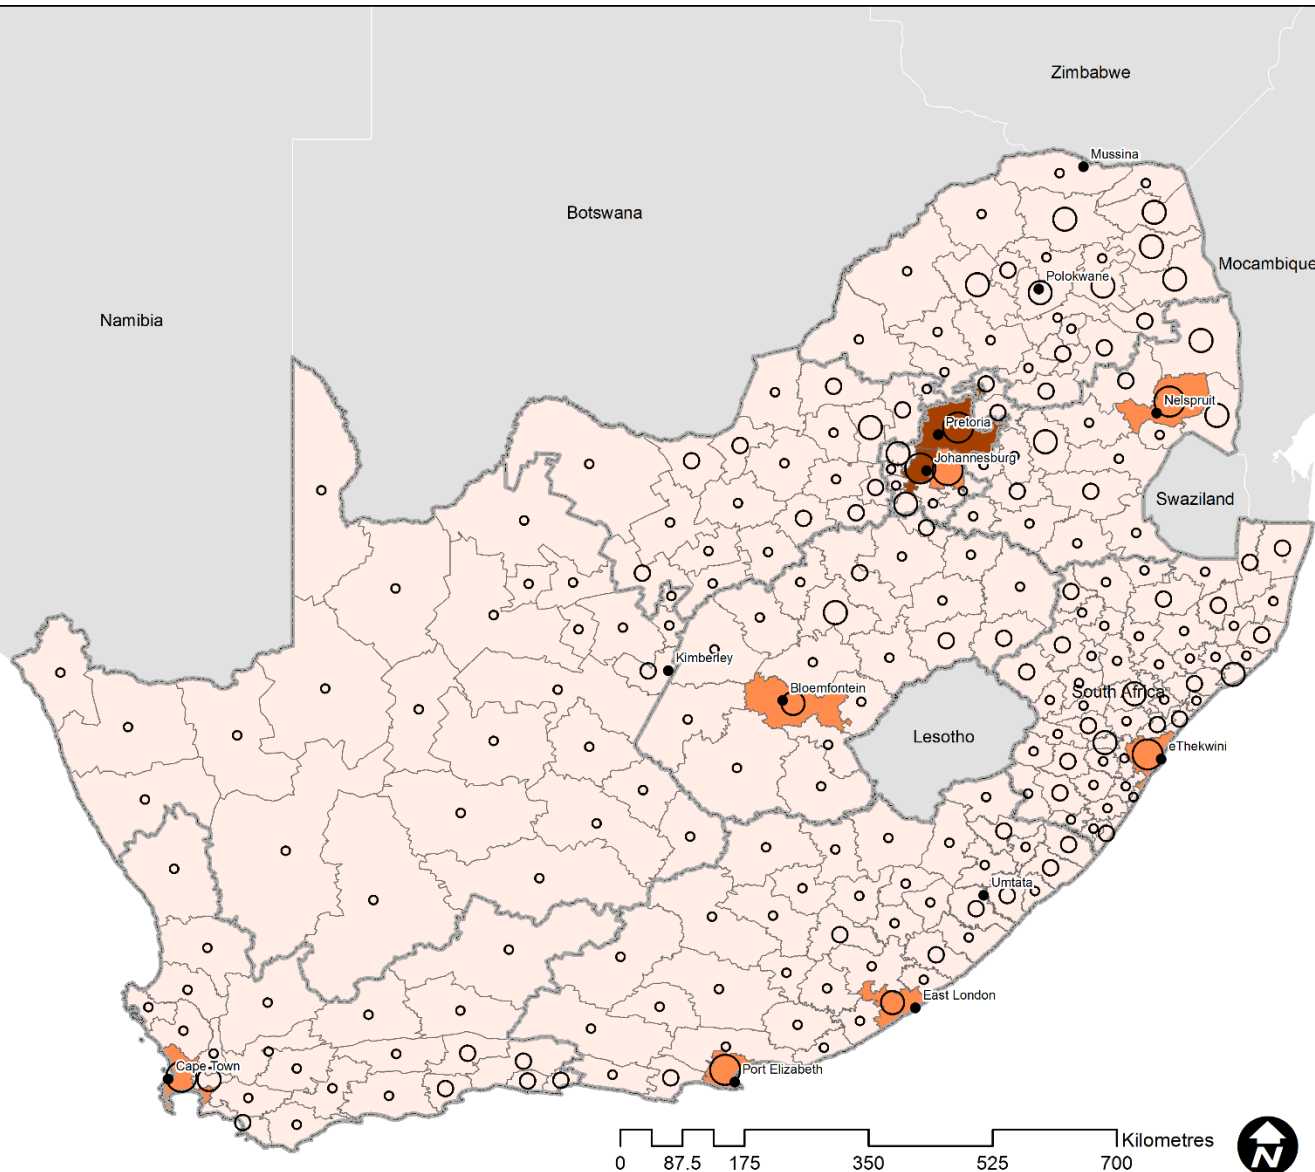 Zimbabwe
Mussina
Botswana
Mocambique
Polokwane
Namibia
Nelspruit
Pretoria
Johannesburg
Swaziland
Kimberley
Bloemfontein
South Africa
Lesotho
eThekwini
Umtata
East London
Cape Town
Port Elizabeth
Kilometres
0 87.5 175 350 525 700
N